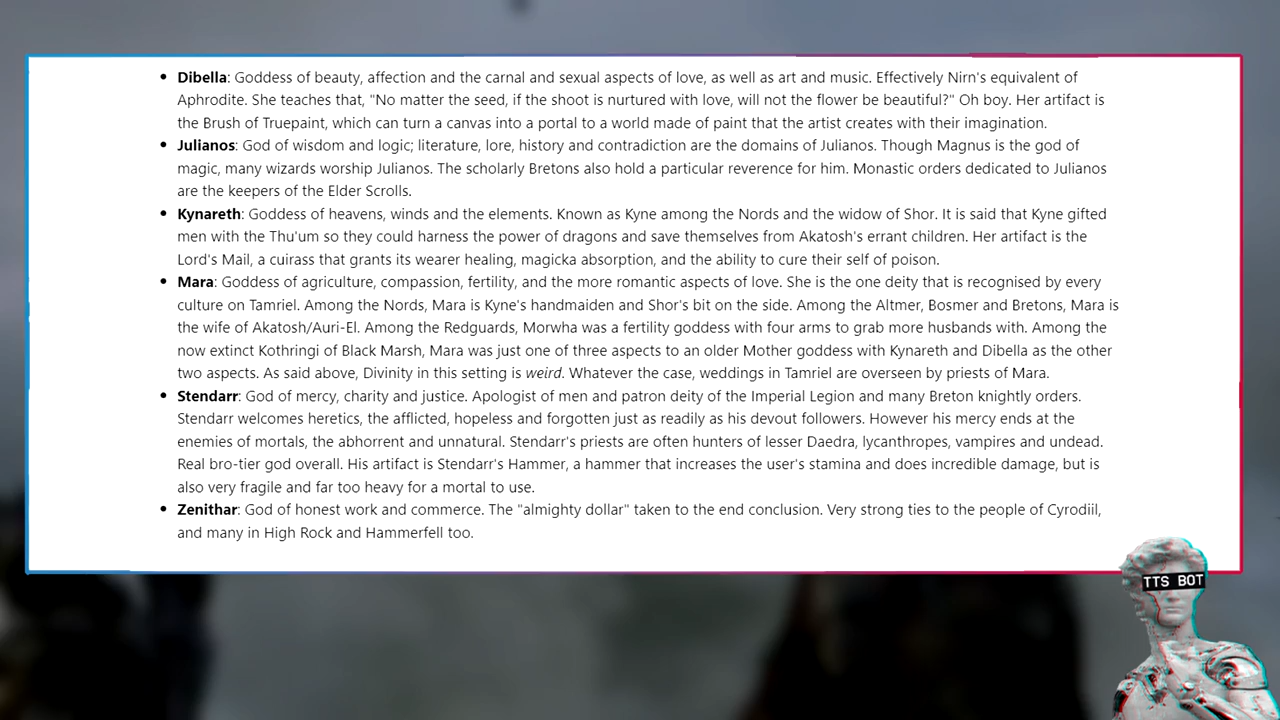 • Dibella: Goddess of beauty, affection and the carnal and sexual aspects of love, as well as art and music. Effectively Nirn's equivalent of
Aphrodite. She teaches that, "No matter the seed, if the shoot is nurtured with love, will not the flower be beautiful?" Oh boy. Her artifact is
the Brush of Truepaint, which can turn a canvas into a portal to a world made of paint that the artist creates with their imagination.
• Julianos: God of wisdom and logic; literature, lore, history and contradiction are the domains of Julianos. Though Magnus is the god of
magic, many wizards worship Julianos. The scholarly Bretons also hold a particular reverence for him. Monastic orders dedicated to Julianos
are the keepers of the Elder Scrolls.
• Kynareth: Goddess of heavens, winds and the elements. Known as Kyne among the Nords and the widow of Shor. It is said that Kyne gifted
men with the Thu'um so they could harness the power of dragons and save themselves from Akatosh's errant children. Her artifact is the
Lord's Mail, a cuirass that grants its wearer healing, magicka absorption, and the ability to cure their self of poison.
• Mara: Goddess of agriculture, compassion, fertility, and the more romantic aspects of love. She is the one deity that is recognised by every
culture on Tamriel. Among the Nords, Mara is Kyne's handmaiden and Shor's bit on the side. Among the Altmer, Bosmer and Bretons, Mara is
the wife of Akatosh/Auri-El. Among the Redguards, Morwha was a fertility goddess with four arms to grab more husbands with. Among the
now extinct Kothringi of Black Marsh, Mara was just one of three aspects to an older Mother goddess with Kynareth and Dibella as the other
two aspects. As said above, Divinity in this setting is weird. Whatever the case, weddings in Tamriel are overseen by priests of Mara.
• Stendarr: God of mercy, charity and justice. Apologist of men and patron deity of the Imperial Legion and many Breton knightly orders.
Stendarr welcomes heretics, the afflicted, hopeless and forgotten just as readily as his devout followers. However his mercy ends at the
enemies of mortals, the abhorrent and unnatural. Stendarr's priests are often hunters of lesser Daedra, lycanthropes, vampires and undead.
Real bro-tier god overall. His artifact is Stendarr's Hammer, a hammer that increases the user's stamina and does incredible damage, but is
also very fragile and far too heavy for a mortal to use.
• Zenithar: God of honest work and commerce. The "almighty dollar" taken to the end conclusion. Very strong ties to the people of Cyrodiil,
and many in High Rock and Hammerfell too.
TTS BOT